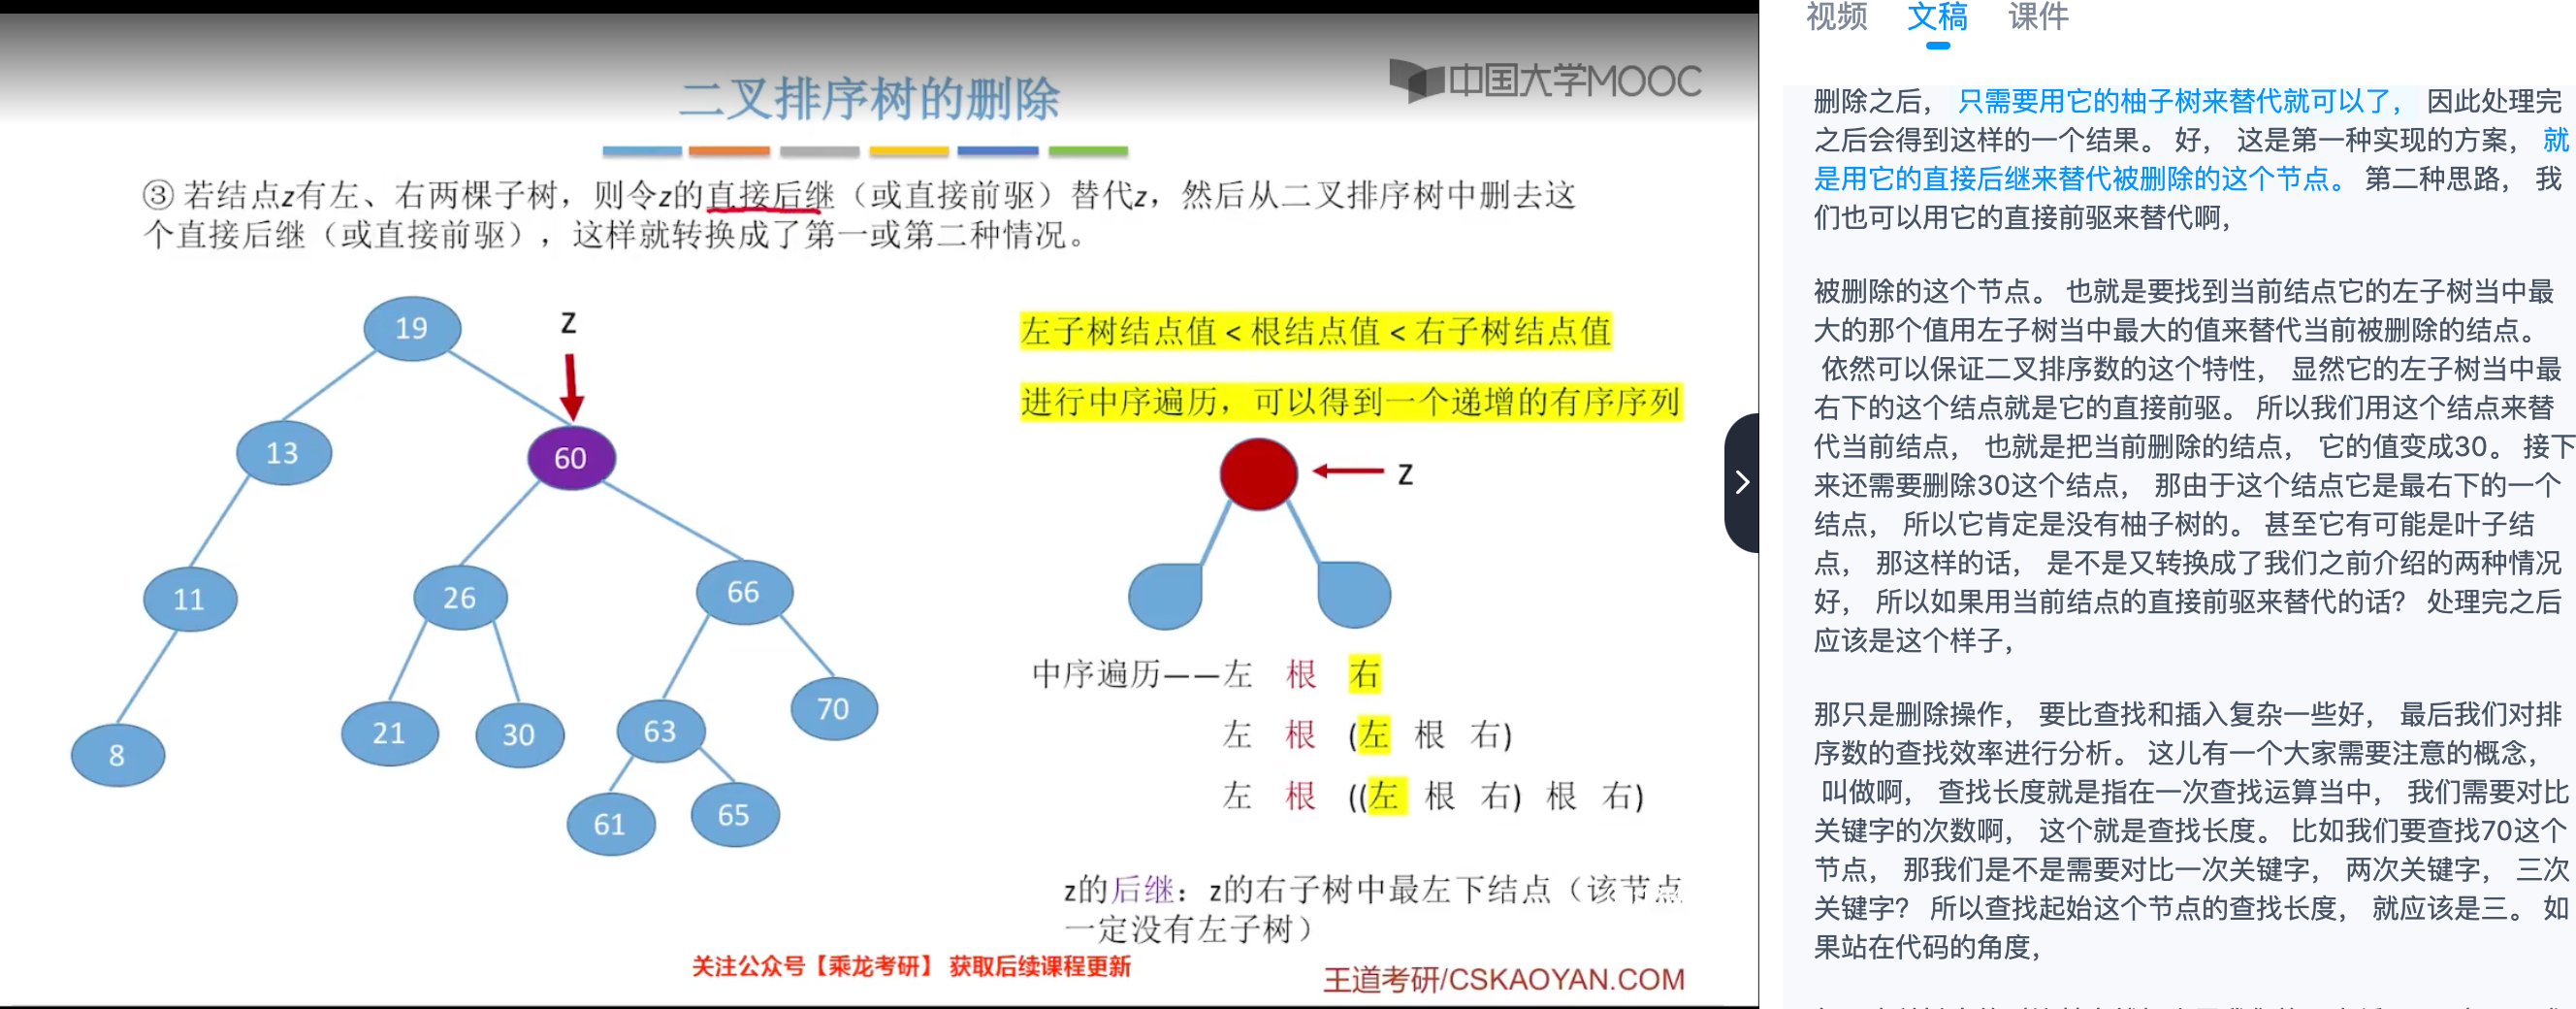 二叉排序树的删除
中国大学MOOC
③ 若结点z有左、右两棵子树，则令z的直接后继（或直接前驱）替代z，然后从二叉排序树中删去这
个直接后继（或直接前驱），这样就转换成了第一或第二种情况。
19
z
13
60
11
26
66
8
21
30
63
70
61
65
左子树结点值 < 根结点值 < 右子树结点值
进行中序遍历，可以得到一个递增的有序序列
z
中序遍历——左 根 右
左 根 (左 根 右)
左 根 ((左 根 右) 根 右)
z的后继：z的右子树中最左下结点（该节点
一定没有左子树）
关注公众号【乘龙考研】 获取后续课程更新
王道考研/CSKAOYAN.COM
视频 文稿 课件
删除之后， 只需要用它的柚子树来替代就可以了， 因此处理完
之后会得到这样的一个结果。 好， 这是第一种实现的方案， 就
是用它的直接后继来替代被删除的这个节点。 第二种思路， 我
们也可以用它的直接前驱来替代啊，
被删除的这个节点。 也就是要找到当前结点它的左子树当中最
大的那个值用左子树当中最大的值来替代当前被删除的结点。
依然可以保证二叉排序数的这个特性， 显然它的左子树当中最
右下的这个结点就是它的直接前驱。 所以我们用这个结点来替
代当前结点， 也就是把当前删除的结点， 它的值变成30。 接下
来还需要删除30这个结点， 那由于这个结点它是最右下的一个
结点， 所以它肯定是没有柚子树的。 甚至它有可能是叶子结
点， 那这样的话， 是不是又转换成了我们之前介绍的两种情况
好， 所以如果用当前结点的直接前驱来替代的话? 处理完之后
应该是这个样子，
那只是删除操作， 要比查找和插入复杂一些好， 最后我们对排
序数的查找效率进行分析。 这儿有一个大家需要注意的概念，
叫做啊， 查找长度就是指在一次查找运算当中， 我们需要对比
关键字的次数啊， 这个就是查找长度。 比如我们要查找70这个
节点， 那我们是不是需要对比一次关键字， 两次关键字， 三次
关键字? 所以查找起始这个节点的查找长度， 就应该是三。 如
果站在代码的角度，